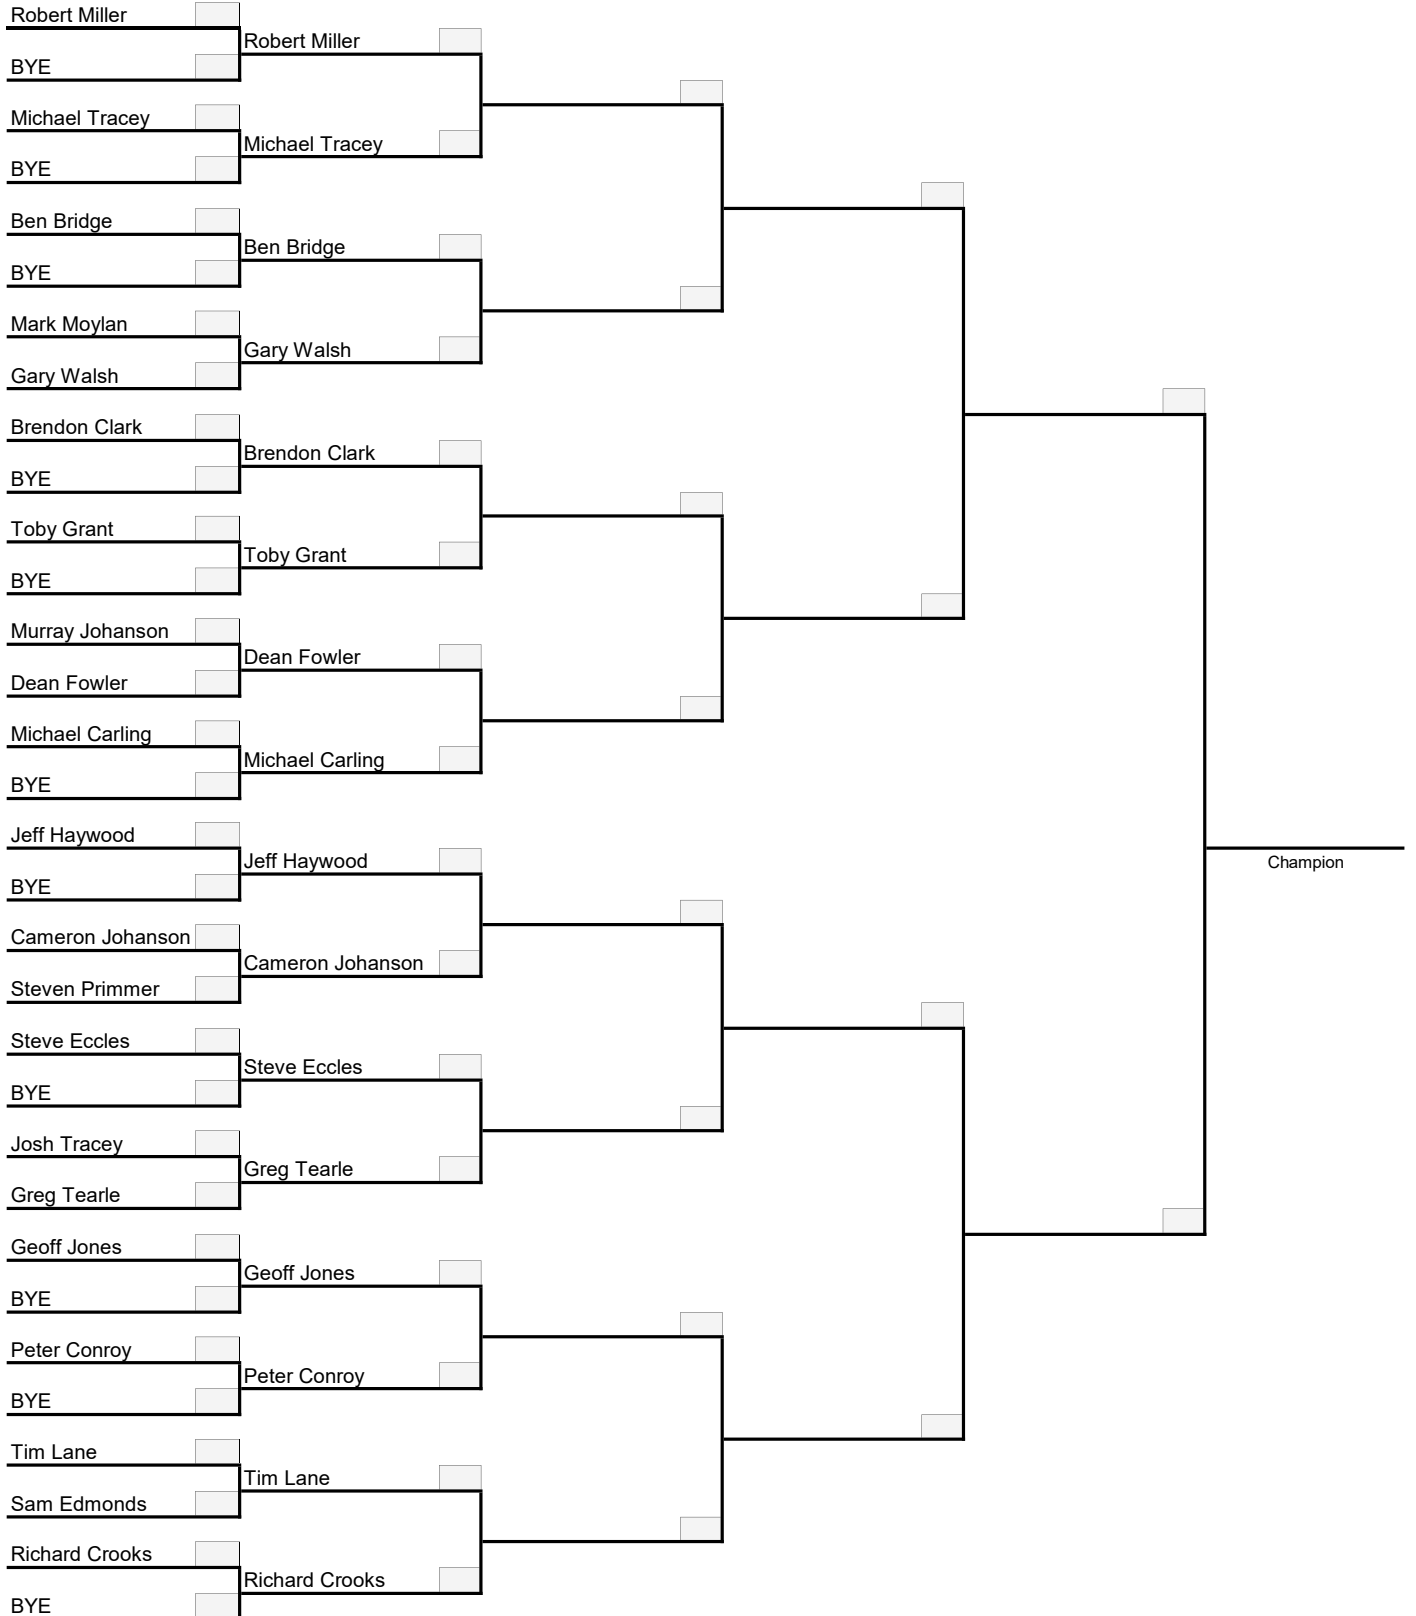 Robert Miller
Robert Miller
BYE
Michael Tracey
Michael Tracey
BYE
Ben Bridge
Ben Bridge
BYE
Mark Moylan
Gary Walsh
Gary Walsh
Brendon Clark
Brendon Clark
BYE
Toby Grant
Toby Grant
BYE
Murray Johanson
Dean Fowler
Dean Fowler
Michael Carling
Michael Carling
BYE
Jeff Haywood
Jeff Haywood
Champion
BYE
Cameron Johanson
Cameron Johanson
Steven Primmer
Steve Eccles
Steve Eccles
BYE
Josh Tracey
Greg Tearle
Greg Tearle
Geoff Jones
Geoff Jones
BYE
Peter Conroy
Peter Conroy
BYE
Tim Lane
Tim Lane
Sam Edmonds
Richard Crooks
Richard Crooks
BYE